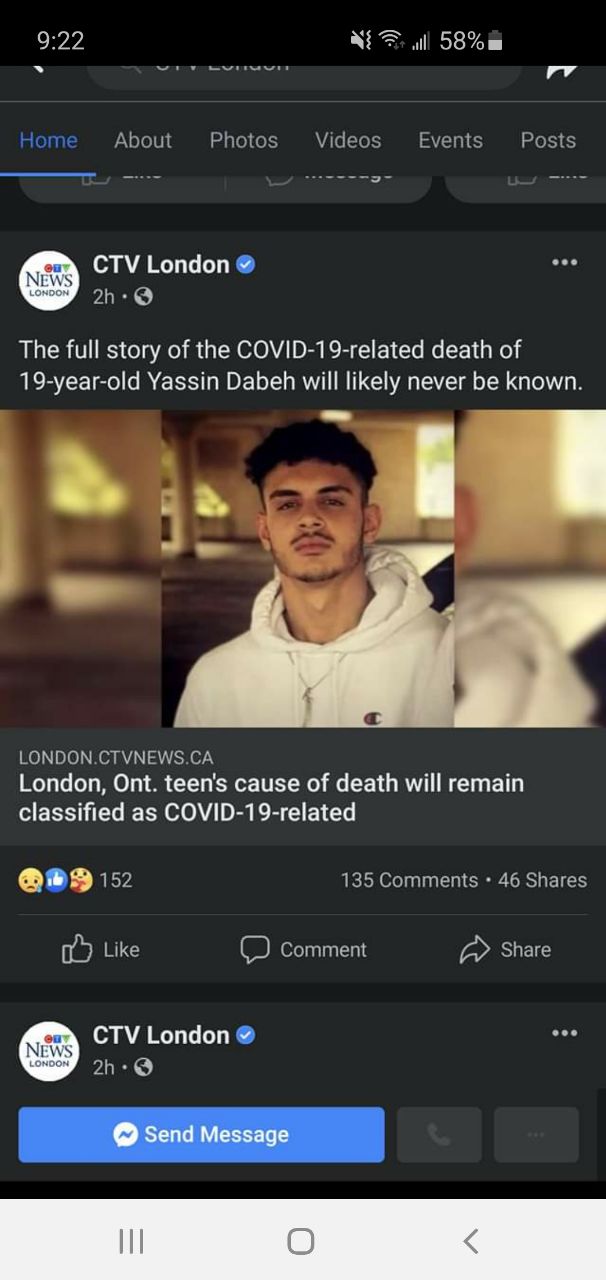 9:22
58%
Home About Photos Videos Events Posts
CTV London
CTV NEWS LONDON
2h
The full story of the COVID-19-related death of
19-year-old Yassin Dabeh will likely never be known.
LONDON.CTVNEWS.CA
London, Ont. teen's cause of death will remain
classified as COVID-19-related
152
135 Comments • 46 Shares
Like Comment Share
CTV London
CTV NEWS LONDON
2h
Send Message